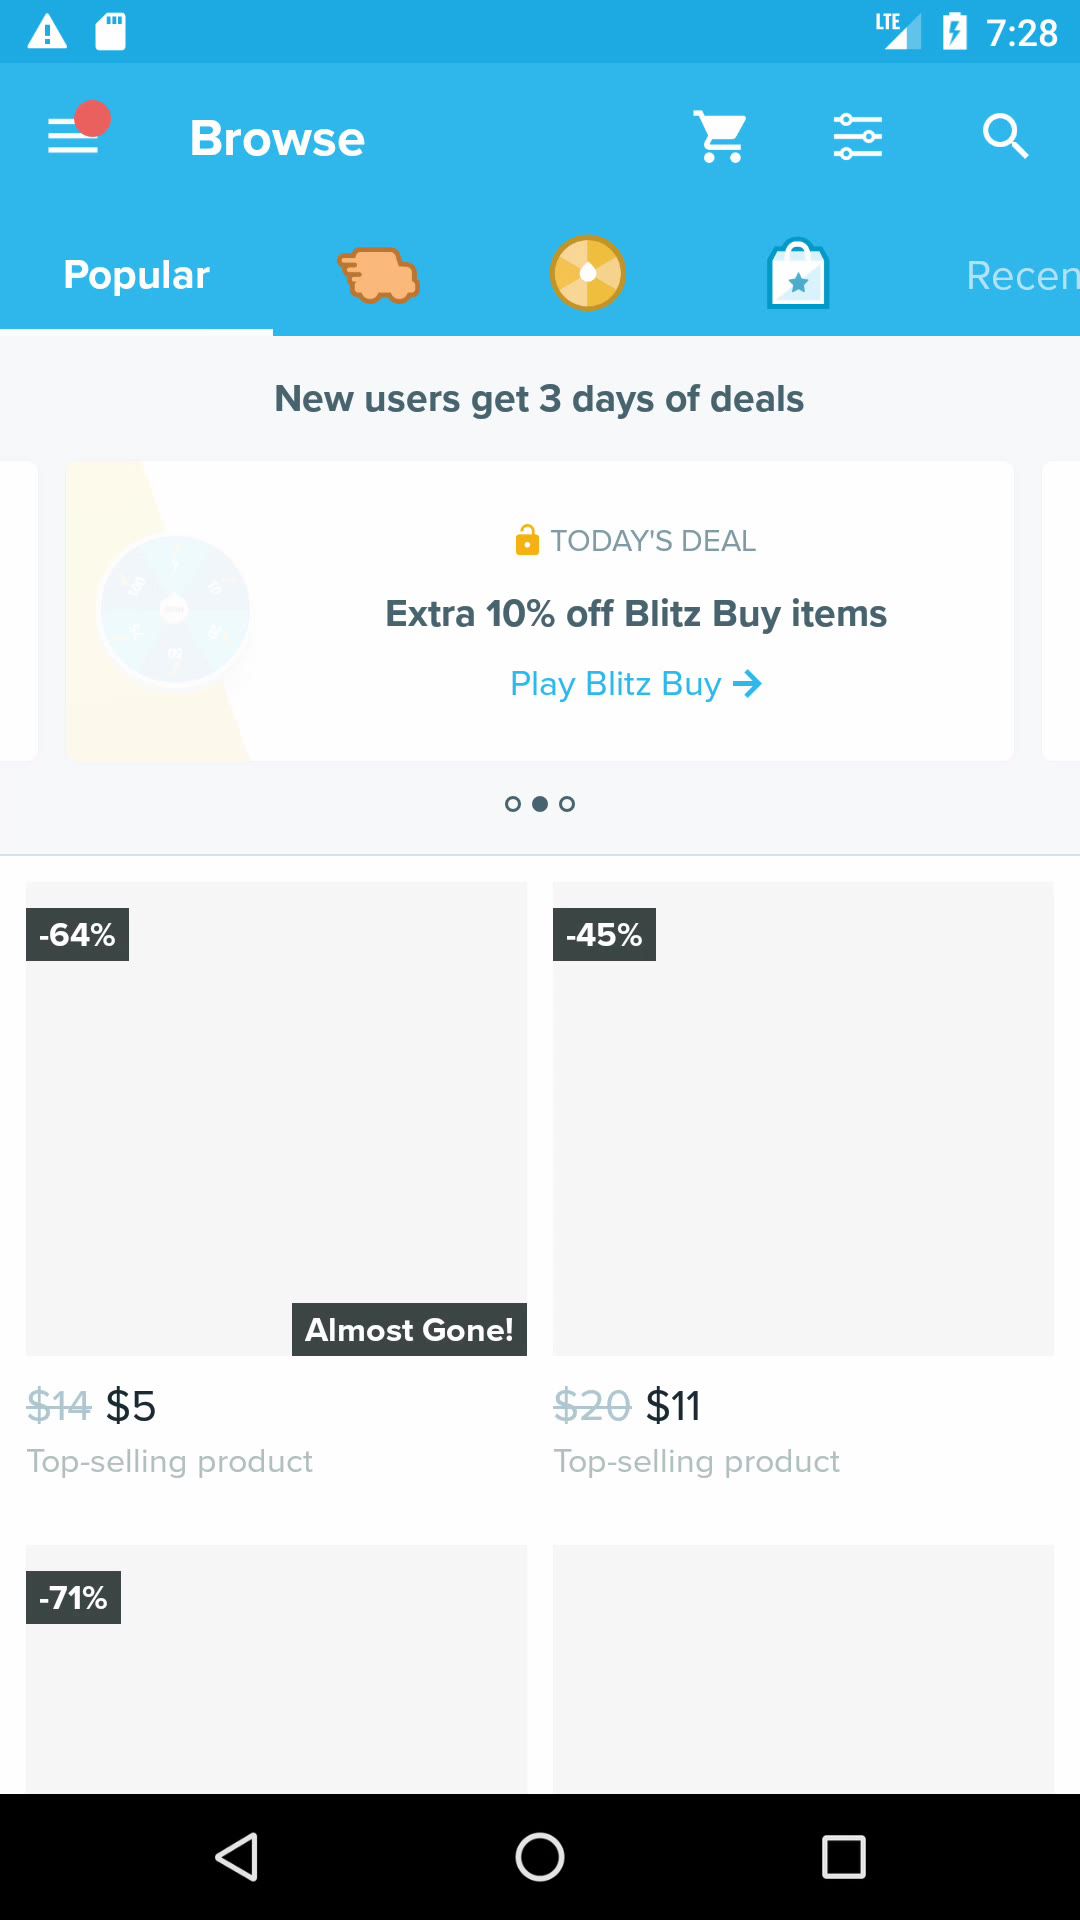 LTE 7:28
Browse
Popular
Recen
New users get 3 days of deals
TODAY'S DEAL
Extra 10% off Blitz Buy items
Play Blitz Buy
-64%
-45%
Almost Gone!
$14 $5
$20 $11
Top-selling product
Top-selling product
-71%